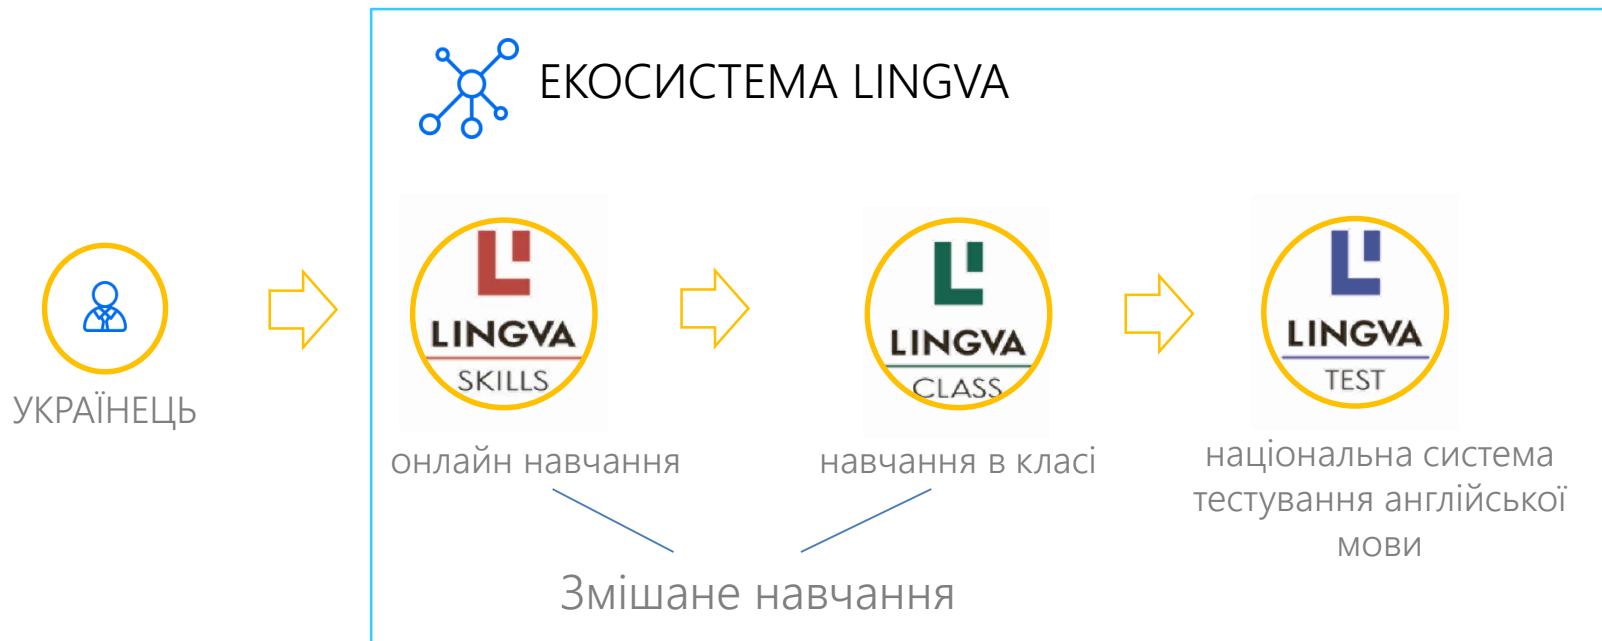 ЕКОСИСТЕМА LINGVA
УКРАЇНЕЦЬ
LINGVA
SKILLS
онлайн навчання
LINGVA
CLASS
навчання в класі
LINGVA
TEST
національна система
тестування англійської
мови
Змішане навчання